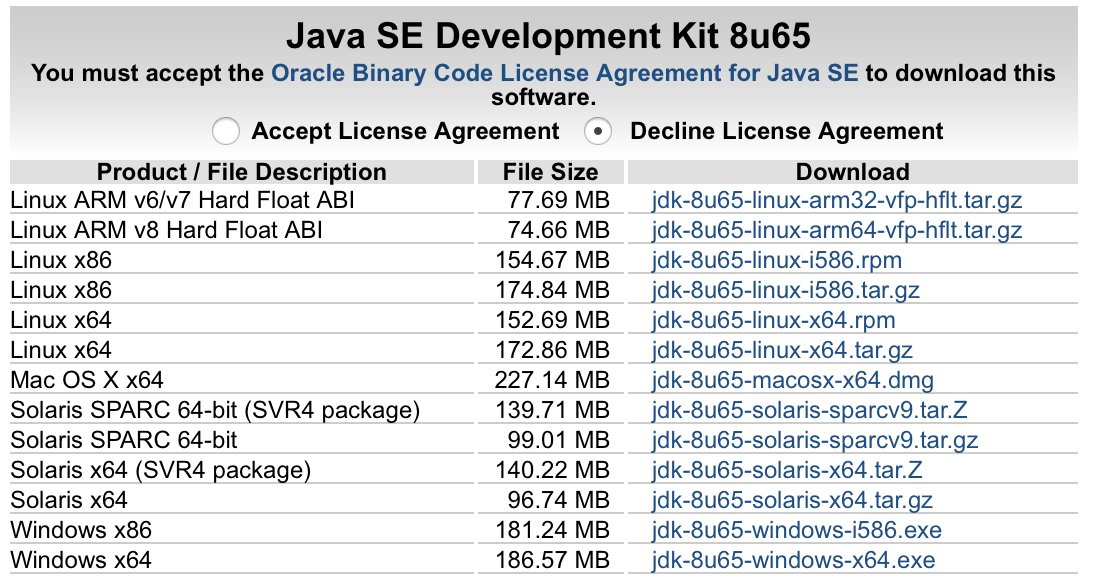 Java SE Development Kit 8u65
You must accept the Oracle Binary Code License Agreement for Java SE to download this
software.
Accept License Agreement Decline License Agreement
Product / File Description File Size Download
Linux ARM v6/v7 Hard Float ABI 77.69 MB jdk-8u65-linux-arm32-vfp-hflt.tar.gz
Linux ARM v8 Hard Float ABI 74.66 MB jdk-8u65-linux-arm64-vfp-hflt.tar.gz
Linux x86 154.67 MB jdk-8u65-linux-i586.rpm
Linux x86 174.84 MB jdk-8u65-linux-i586.tar.gz
Linux x64 152.69 MB jdk-8u65-linux-x64.rpm
Linux x64 172.86 MB jdk-8u65-linux-x64.tar.gz
Mac OS X x64 227.14 MB jdk-8u65-macosx-x64.dmg
Solaris SPARC 64-bit (SVR4 package) 139.71 MB jdk-8u65-solaris-sparcv9.tar.Z
Solaris SPARC 64-bit 99.01 MB jdk-8u65-solaris-sparcv9.tar.gz
Solaris x64 (SVR4 package) 140.22 MB jdk-8u65-solaris-x64.tar.Z
Solaris x64 96.74 MB jdk-8u65-solaris-x64.tar.gz
Windows x86 181.24 MB jdk-8u65-windows-i586.exe
Windows x64 186.57 MB jdk-8u65-windows-x64.exe